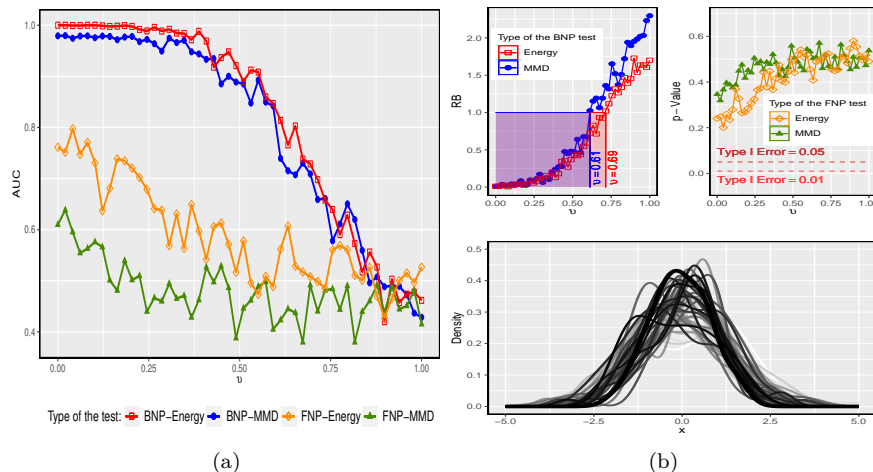 1.0
0.8
0.6
0.4
AUC
0.00 0.25 0.50 0.75 1.00
υ
Type of the test: BNP−Energy BNP−MMD FNP−Energy FNP−MMD
(a)
Type of the BNP test
Energy
MMD
2.0
1.5
1.0
0.5
0.0
RB
υ=0.61
υ=0.69
0.00 0.25 0.50 0.75 1.00
υ
0.6
0.4
0.2
0.0
p−Value
Type of the FNP test
Energy
MMD
Type I Error=0.05
Type I Error=0.01
0.00 0.25 0.50 0.75 1.00
υ
0.5
0.4
0.3
0.2
0.1
0.0
Density
−5.0 −2.5 0.0 2.5 5.0
x
(b)